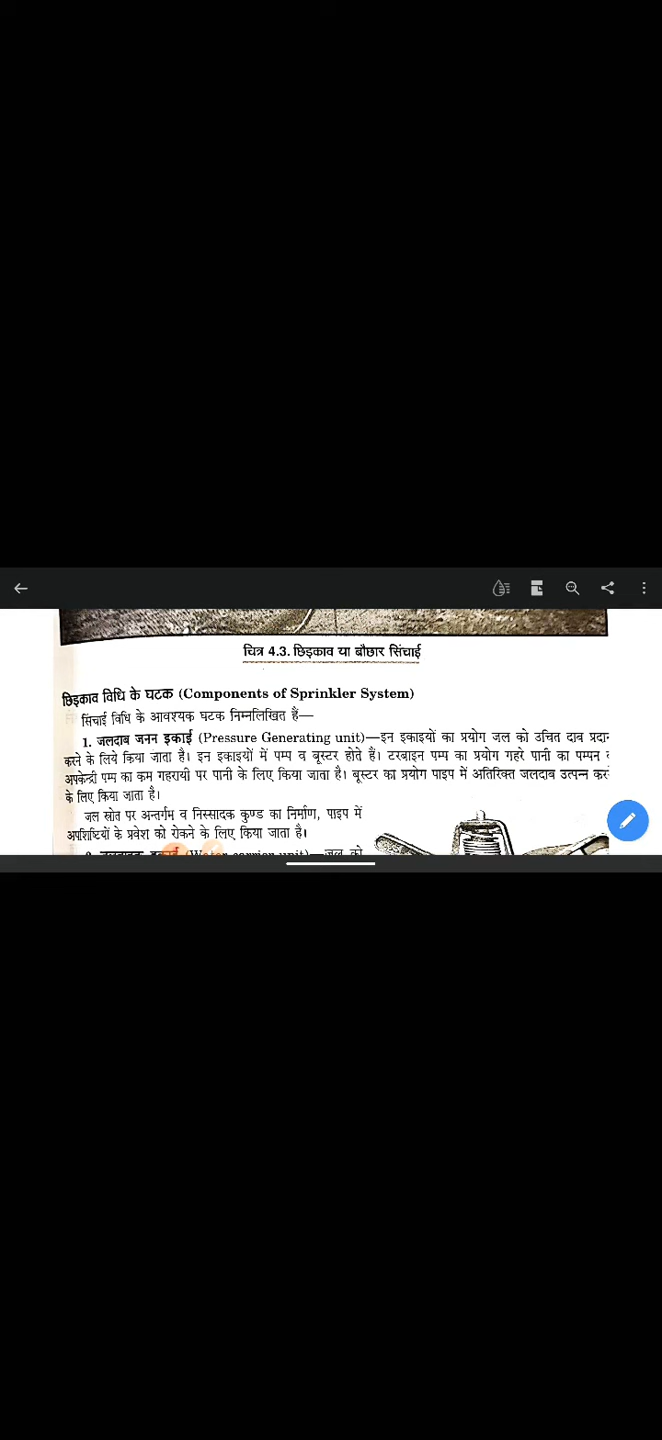 चित्र 4.3. छिड़काव या बौछार सिंचाई
छिड़काव विधि के घटक (Components of Sprinkler System)
सिंचाई विधि के आवश्यक घटक निम्नलिखित हैं—
1. जलदाब जनन इकाई (Pressure Generating unit)—इन इकाइयों का प्रयोग जल को उचित दाब
करने के लिये किया जाता है। इन इकाइयों में पम्प व बूस्टर होते हैं। टरबाइन पम्प का प्रयोग गहरे पानी का पम्पन
अपकेन्द्री पम्प का कम गहरायी पर पानी के लिए किया जाता है। बूस्टर का प्रयोग पाइप में अतिरिक्त जलदाब उत्पन्न
के लिए किया जाता है।
जल स्रोत पर अन्तर्गम व निस्सादक कुण्ड का निर्माण, पाइप में
अपशिष्टियों के प्रवेश को रोकने के लिए किया जाता है।
carrier unit)—जल को